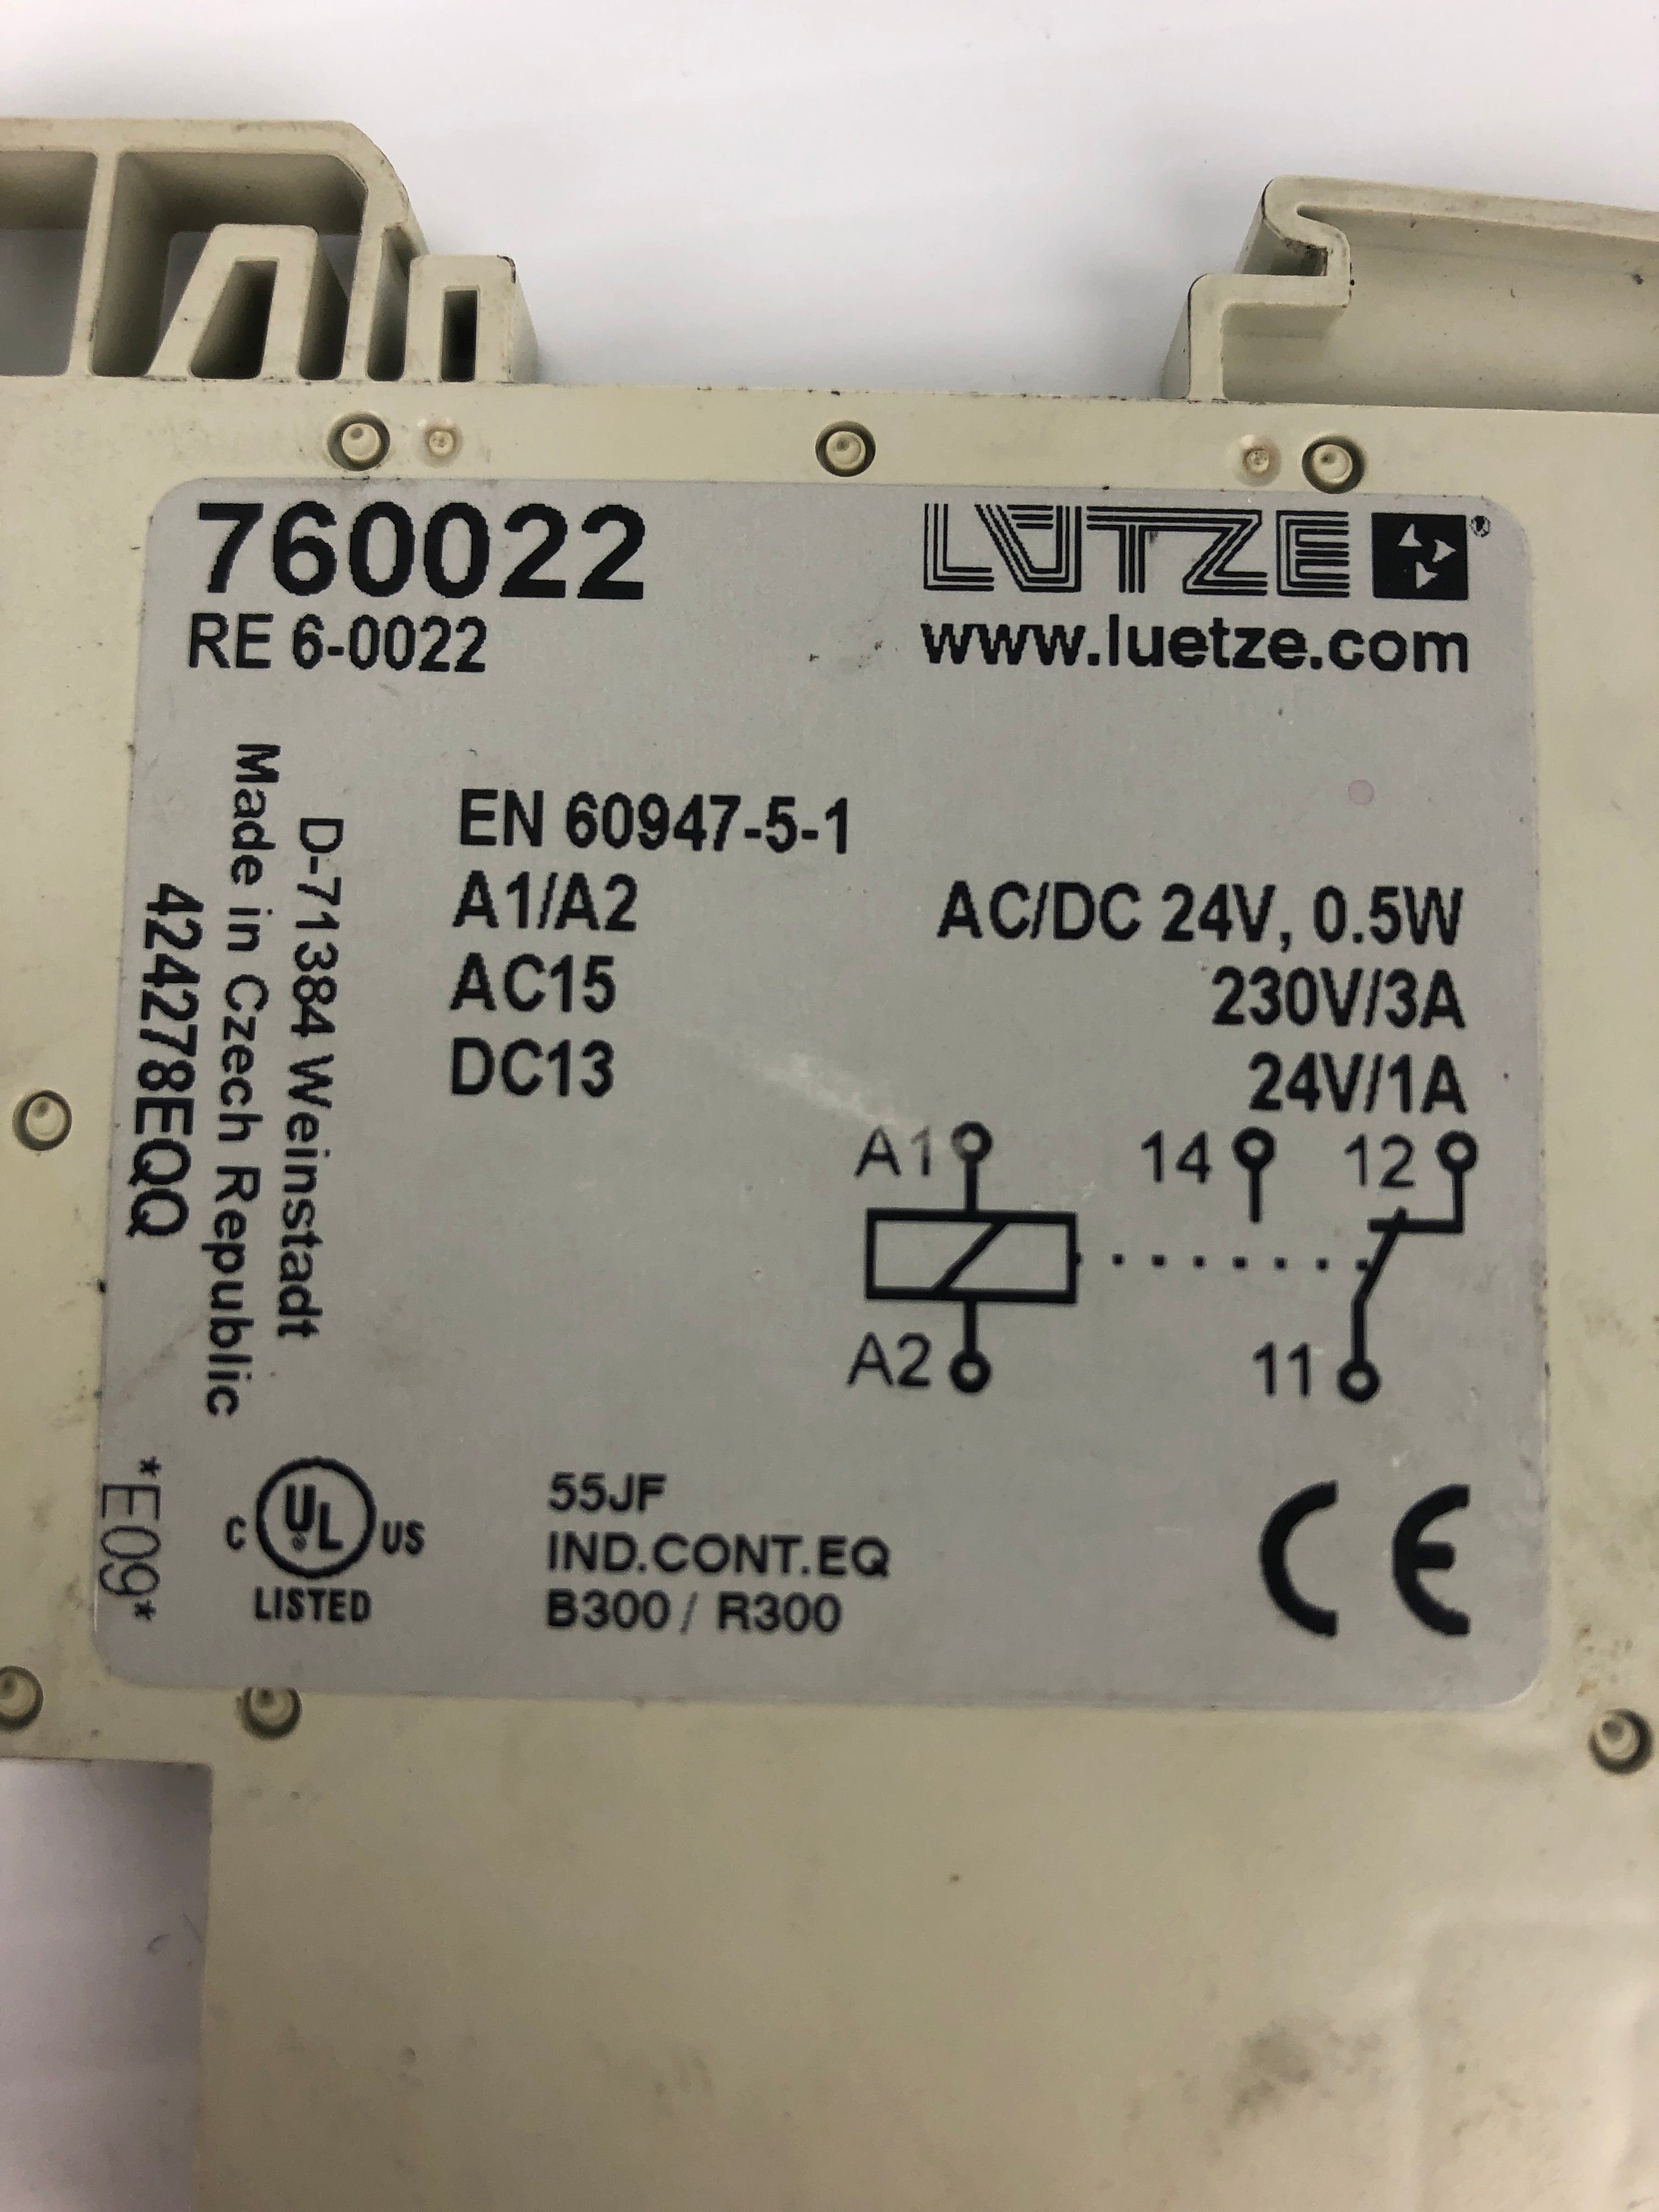 760022
LÜTZE ®
RE 6-0022
www.luetze.com
D-71384 Weinstadt
Made in Czech Republic
424278EQQ
*E09*
EN 60947-5-1
A1/A2 AC/DC 24V, 0.5W
AC15 230V/3A
DC13 24V/1A
A1 14 12
A2 11
C UL® US
LISTED
55JF
IND.CONT.EQ
B300 / R300
CE